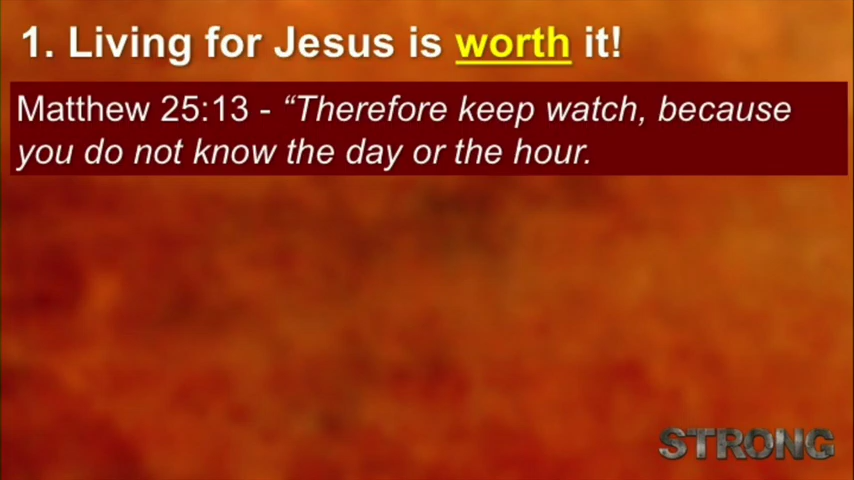 1. Living for Jesus is worth it!
Matthew 25:13 - “Therefore keep watch, because
you do not know the day or the hour.
STRONG